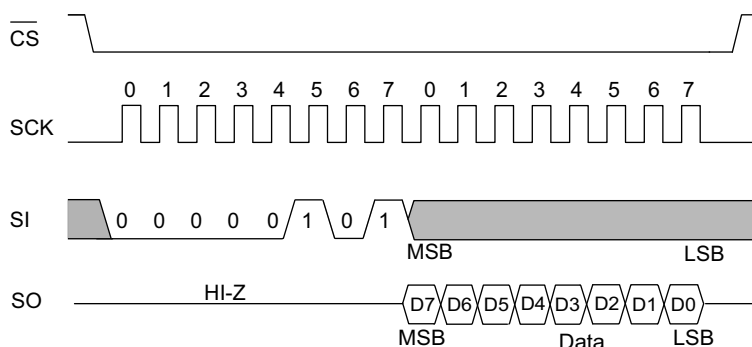 CS
0 1 2 3 4 5 6 7 0 1 2 3 4 5 6 7
SCK
SI 0 0 0 0 0 1 0 1
MSB LSB
HI-Z
SO D7 D6 D5 D4 D3 D2 D1 D0
MSB Data LSB